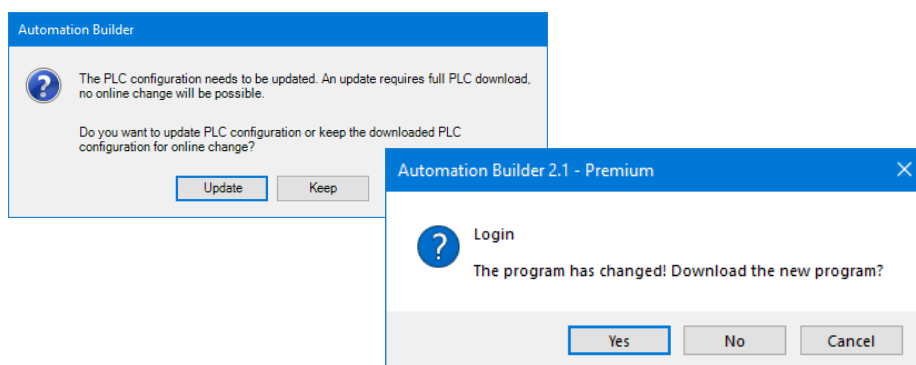 Automation Builder
The PLC configuration needs to be updated. An update requires full PLC download,
no online change will be possible.
Do you want to update PLC configuration or keep the downloaded PLC
configuration for online change?
Update
Keep
Automation Builder 2.1 - Premium
Login
The program has changed! Download the new program?
Yes
No
Cancel